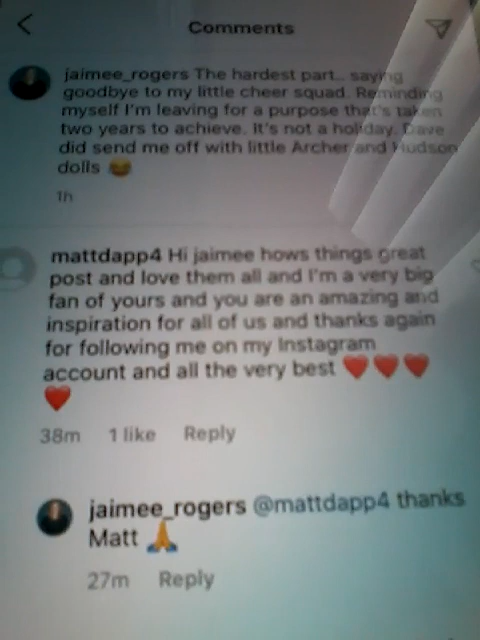 Comments
jaimee_rogers The hardest part.. saying
goodbye to my little cheer squad. Reminding
myself I'm leaving for a purpose that's taken
two years to achieve. It's not a holiday. Dave
did send me off with little Archer and Hudson
dolls 😂
1h
mattdapp4 Hi jaimee hows things great
post and love them all and I'm a very big
fan of yours and you are an amazing and
inspiration for all of us and thanks again
for following me on my Instagram
account and all the very best ❤️❤️❤️
❤️
38m 1 like Reply
jaimee_rogers @mattdapp4 thanks
Matt 🙏
27m Reply